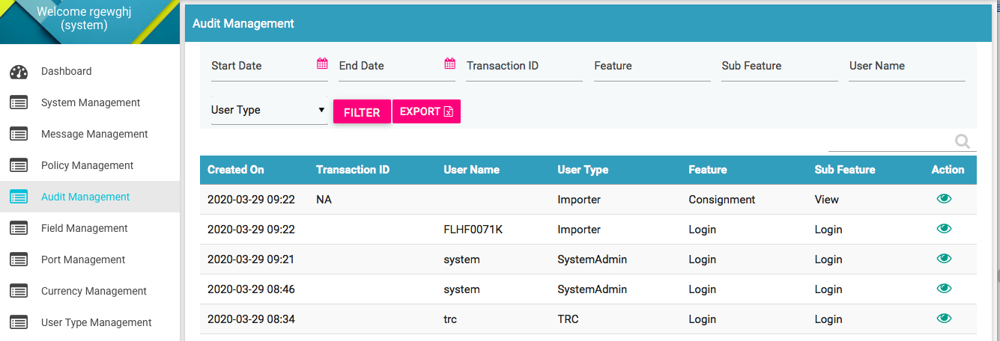 Welcome rgewghj
(system)
Dashboard
System Management
Message Management
Policy Management
Audit Management
Field Management
Port Management
Currency Management
User Type Management
Audit Management
Start Date End Date Transaction ID Feature Sub Feature User Name
User Type FILTER EXPORT
Created On Transaction ID User Name User Type Feature Sub Feature Action
2020-03-29 09:22 NA Importer Consignment View
2020-03-29 09:22 FLHF0071K Importer Login Login
2020-03-29 09:21 system SystemAdmin Login Login
2020-03-29 08:46 system SystemAdmin Login Login
2020-03-29 08:34 trc TRC Login Login